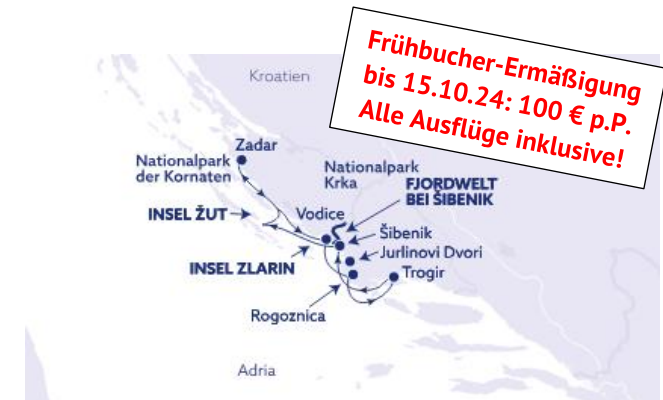 Frühbucher-Ermäßigung
bis 15.10.24: 100 € p.P.
Alle Ausflüge inklusive!
Kroatien
Zadar
Nationalpark
der Kornaten
Nationalpark
Krka
FJORDWELT
BEI ŠIBENIK
INSEL ŽUT
Vodice
Šibenik
Jurlinovi Dvori
INSEL ZLARIN
Trogir
Rogoznica
Adria